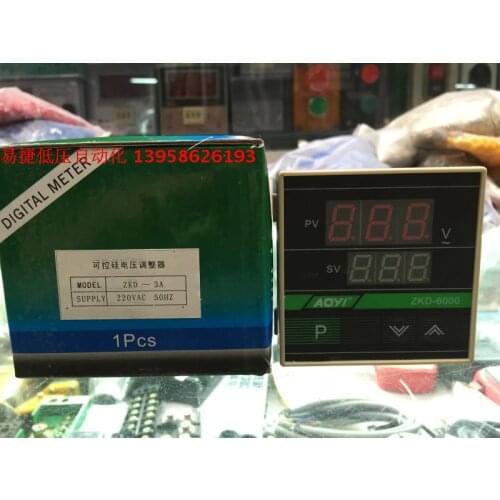 易捷低压自动化 13958626193
DIGITAL METER
可控硅电压调整器
MODEL ZKD — 3A
SUPPLY 220VAC 50HZ
1Pcs
PV 888 V
~
SV 888
AOYI ZKD-6000
P